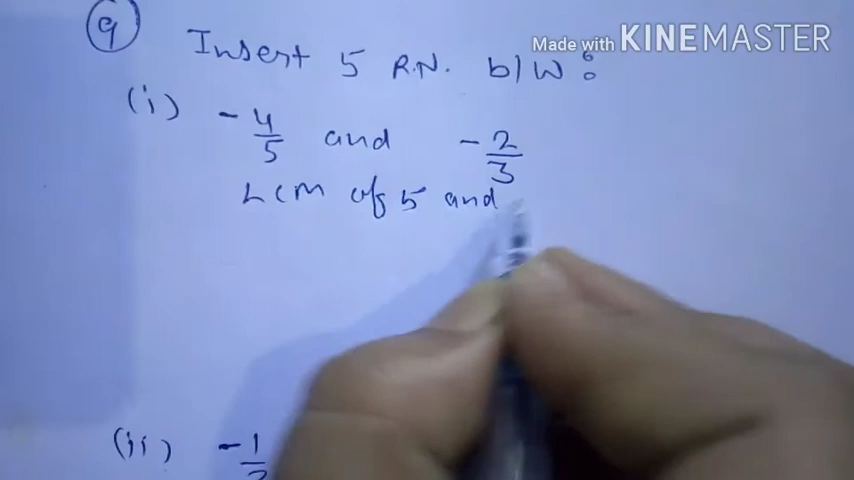 Made with KINEMASTER
9 Insert 5 R.N. b/w :
(i) -4/5 and -2/3
LCM of 5 and
(ii) -1